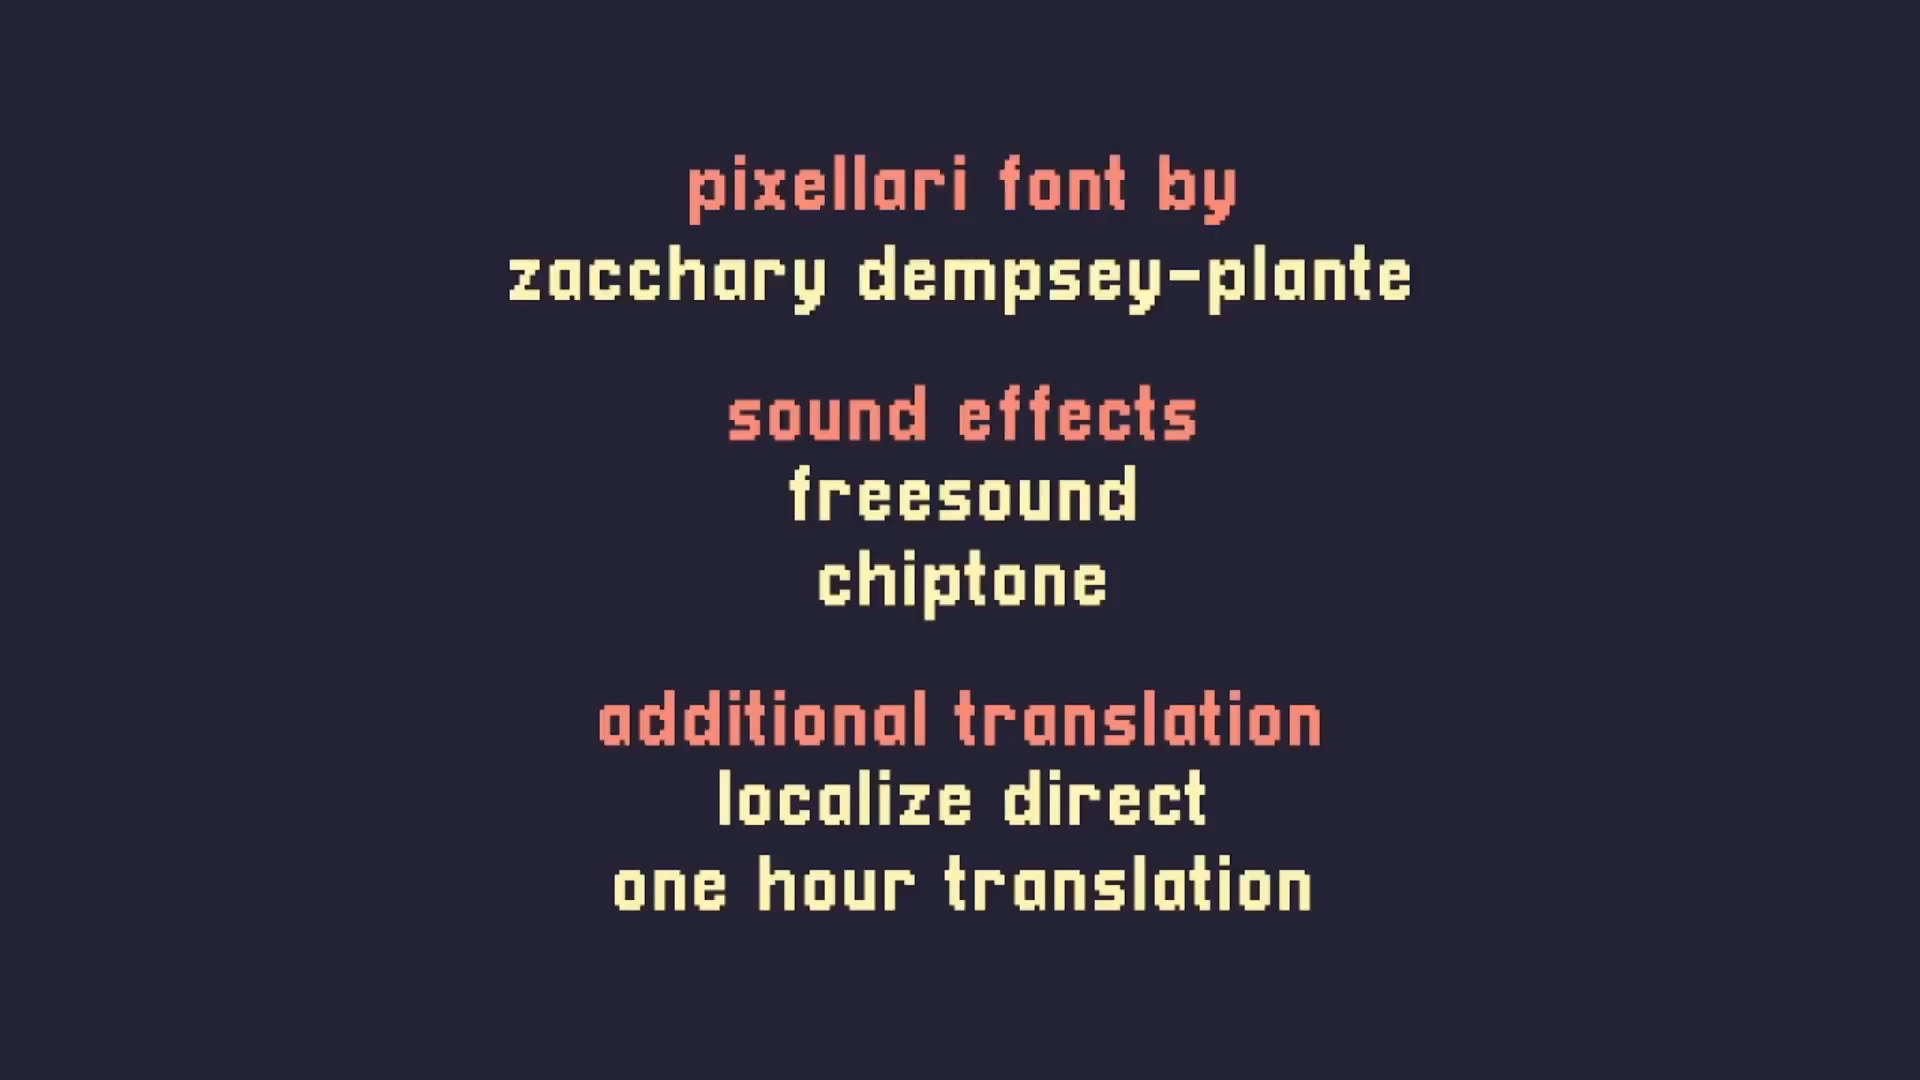 pixellari font by
zacchary dempsey-plante
sound effects
freesound
chiptone
additional translation
localize direct
one hour translation